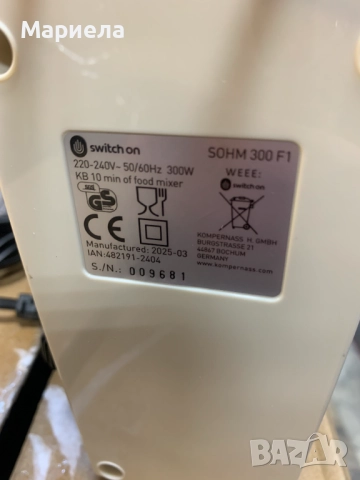 Мариела
switch on
SOHM 300 F1
220-240V~ 50/60Hz 300W
KB 10 min of food mixer
WEEE:
switch on
GS
CE
KOMPERNASS H. GMBH
BURGSTRASSE 21
44867 BOCHUM
GERMANY
www.kompernass.com
Manufactured: 2025-03
IAN:482191-2404
S./N.: 009681
bazar